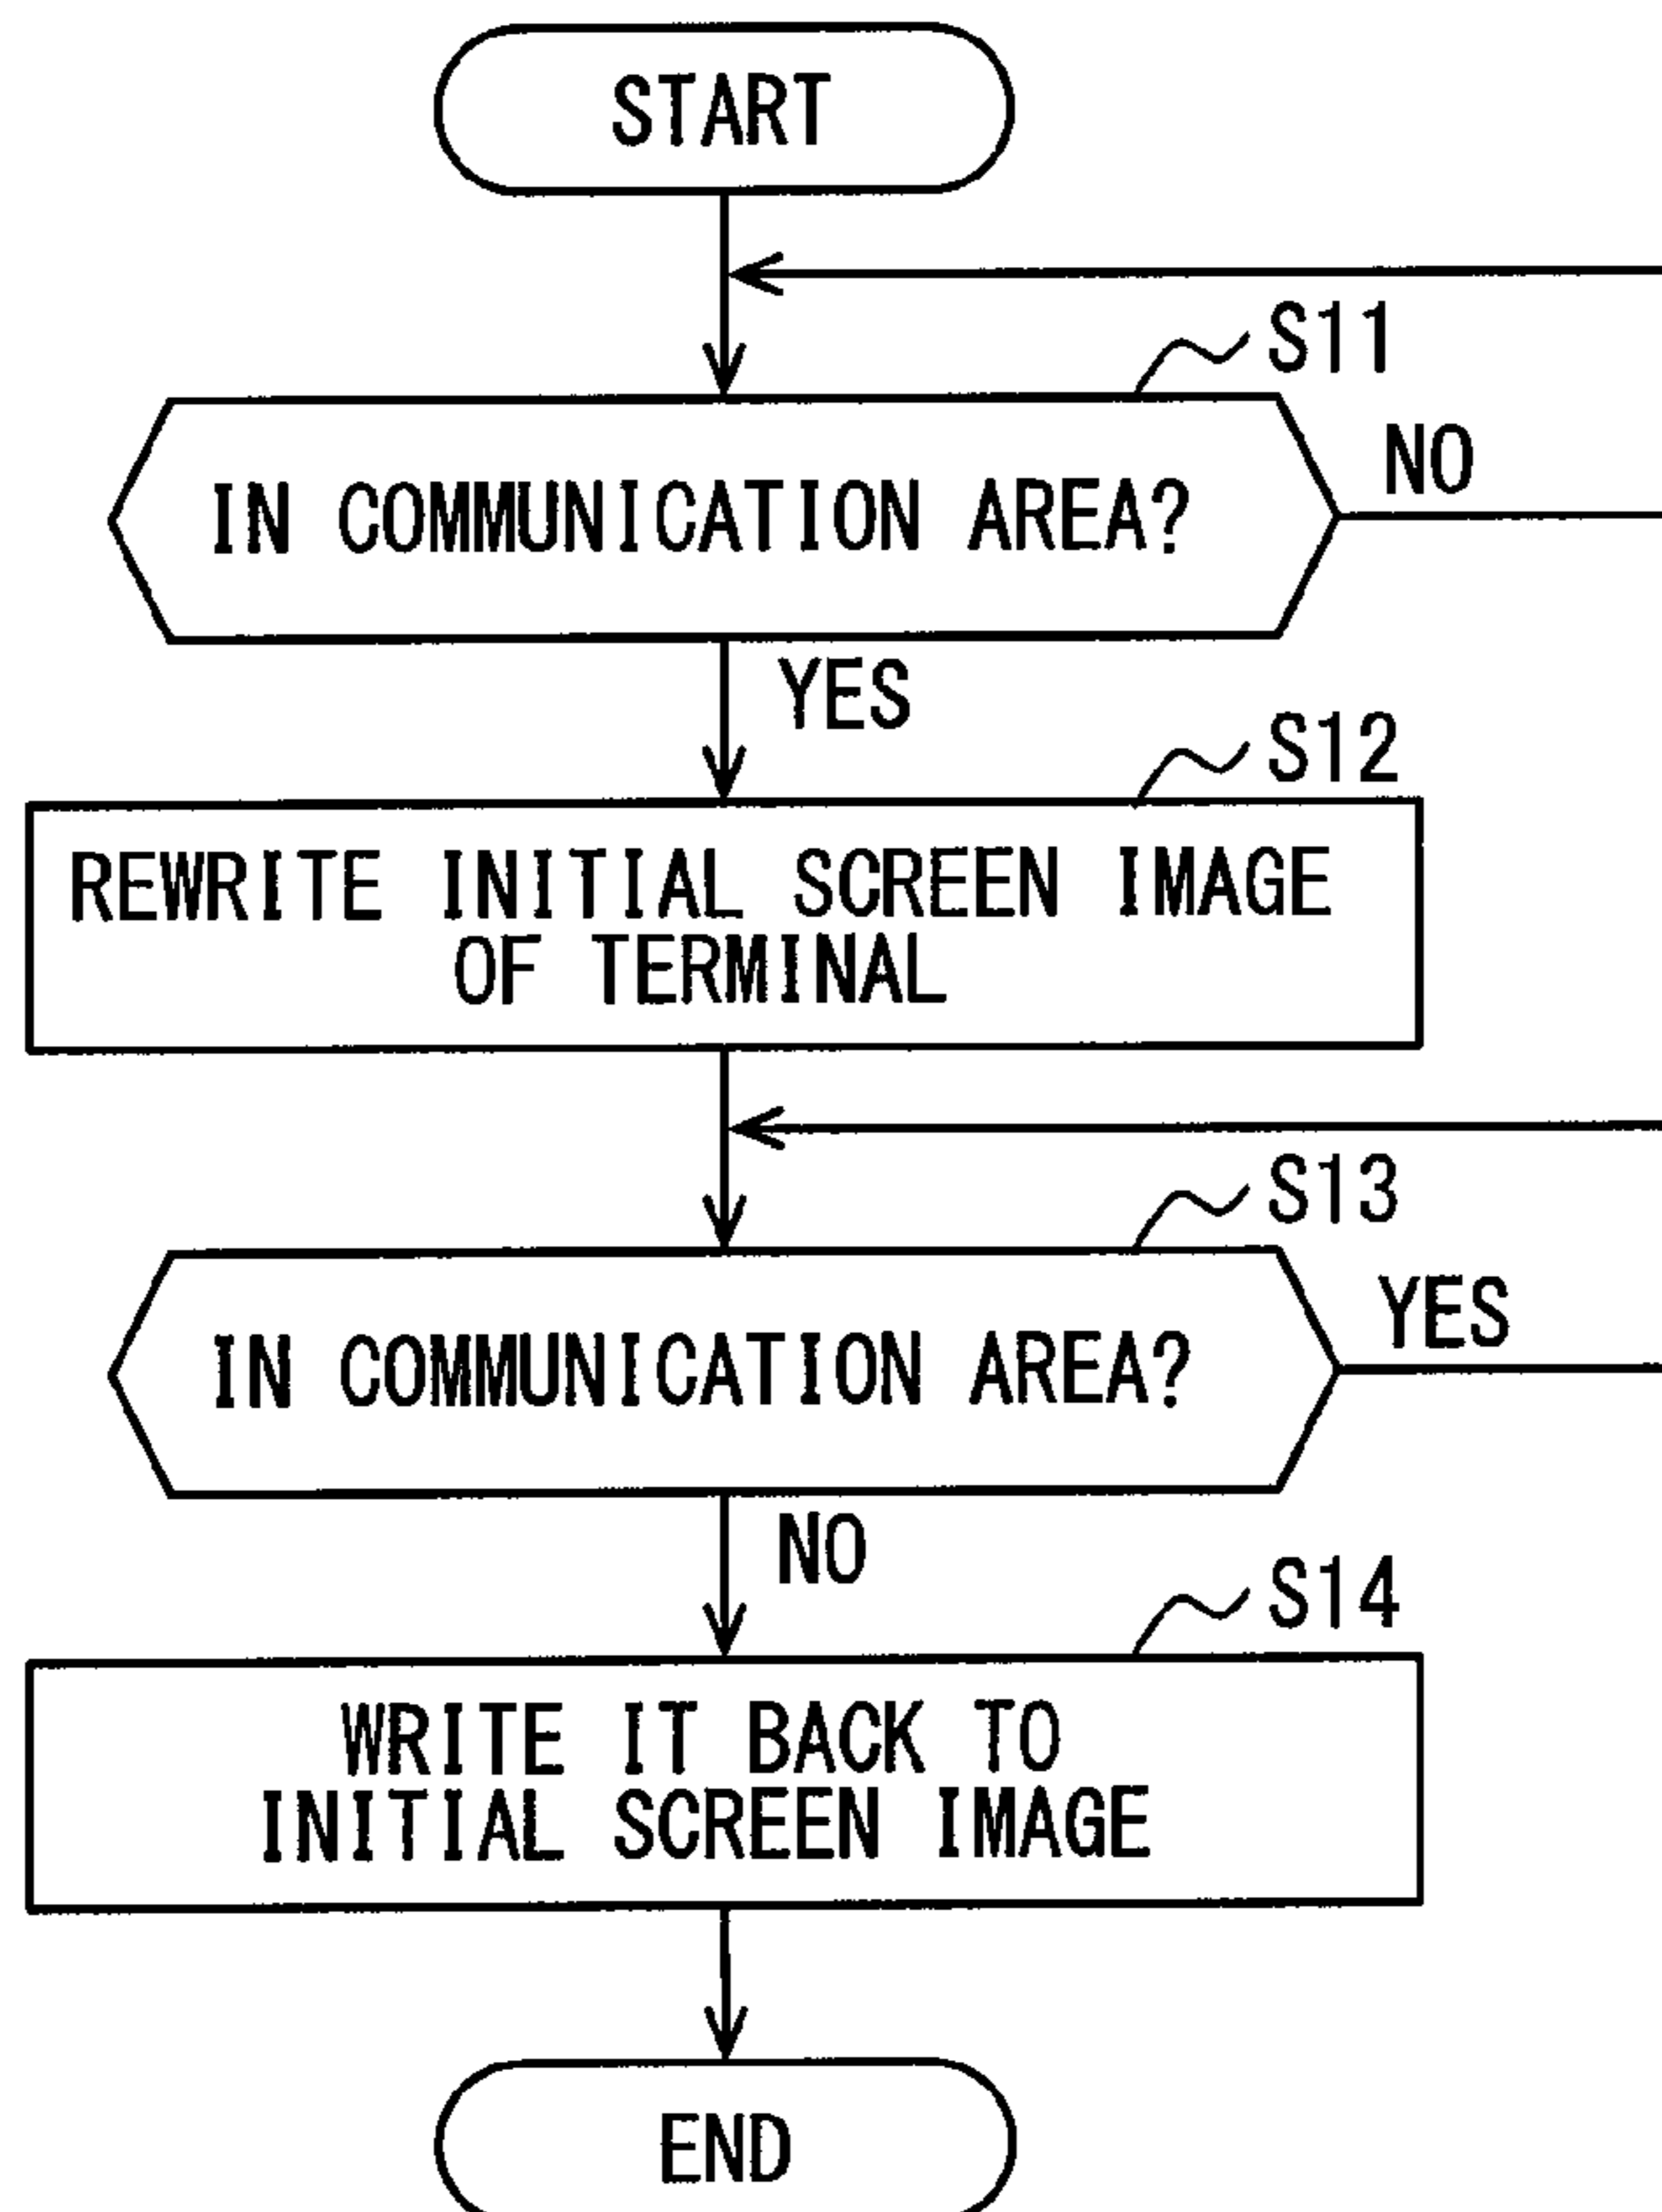 START
S11
IN COMMUNICATION AREA?
NO
YES
S12
REWRITE INITIAL SCREEN IMAGE
OF TERMINAL
S13
IN COMMUNICATION AREA?
YES
NO
S14
WRITE IT BACK TO
INITIAL SCREEN IMAGE
END